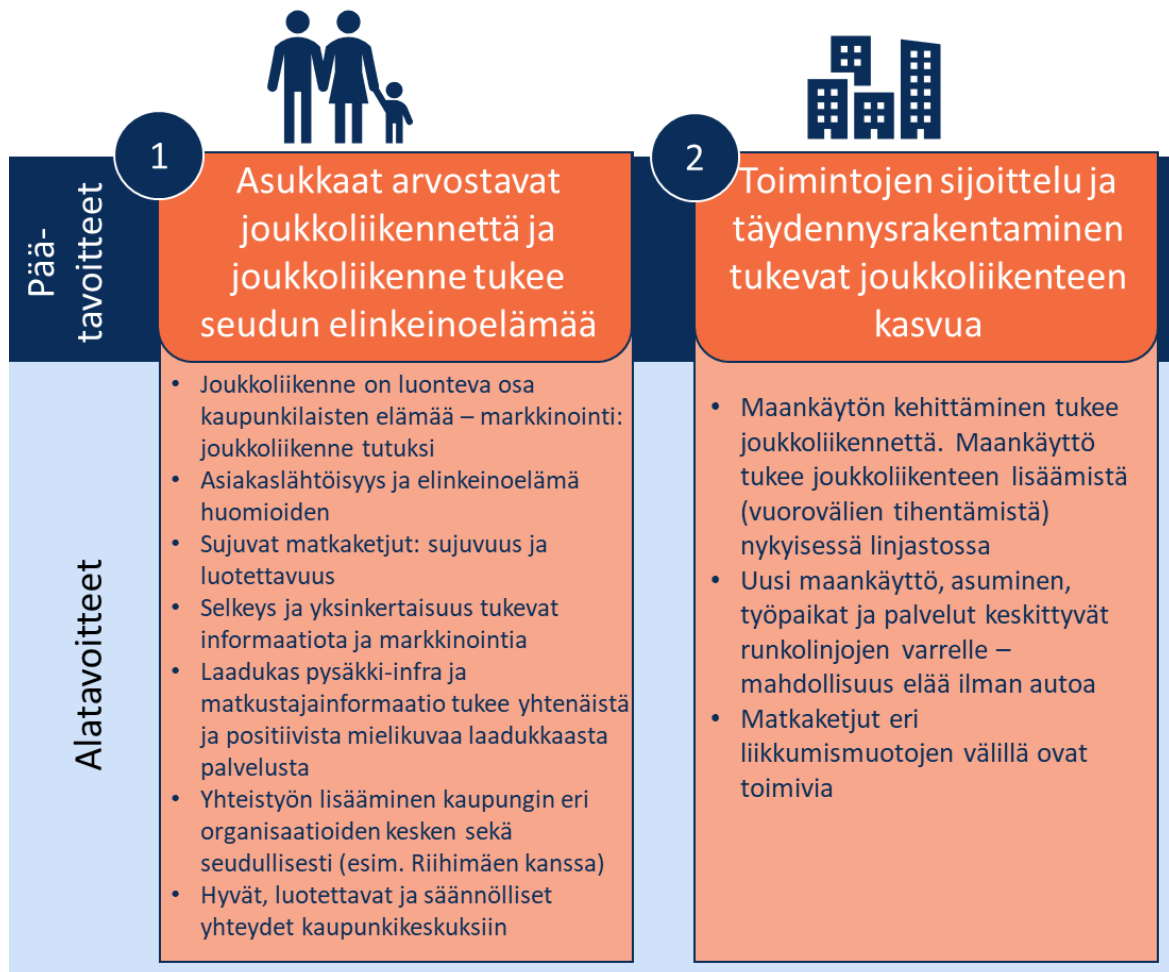 Pää-
tavoitteet
1
Asukkaat arvostavat
joukkoliikennettä ja
joukkoliikenne tukee
seudun elinkeinoelämää
2
Toimintojen sijoittelu ja
täydennysrakentaminen
tukevat joukkoliikenteen
kasvua
Alatavoitteet
• Joukkoliikenne on luonteva osa
kaupunkilaisten elämää – markkinointi:
joukkoliikenne tutuksi
• Asiakaslähtöisyys ja elinkeinoelämä
huomioiden
• Sujuvat matkaketjut: sujuvuus ja
luotettavuus
• Selkeys ja yksinkertaisuus tukevat
informaatiota ja markkinointia
• Laadukas pysäkki-infra ja
matkustajainformaatio tukee yhtenäistä
ja positiivista mielikuvaa laadukkaasta
palvelusta
• Yhteistyön lisääminen kaupungin eri
organisaatioiden kesken sekä
seudullisesti (esim. Riihimäen kanssa)
• Hyvät, luotettavat ja säännölliset
yhteydet kaupunkikeskuksiin
• Maankäytön kehittäminen tukee
joukkoliikennettä. Maankäyttö
tukee joukkoliikenteen lisäämistä
(vuorovälien tihentämistä)
nykyisessä linjastossa
• Uusi maankäyttö, asuminen,
työpaikat ja palvelut keskittyvät
runkolinjojen varrelle –
mahdollisuus elää ilman autoa
• Matkaketjut eri
liikkumismuotojen välillä ovat
toimivia